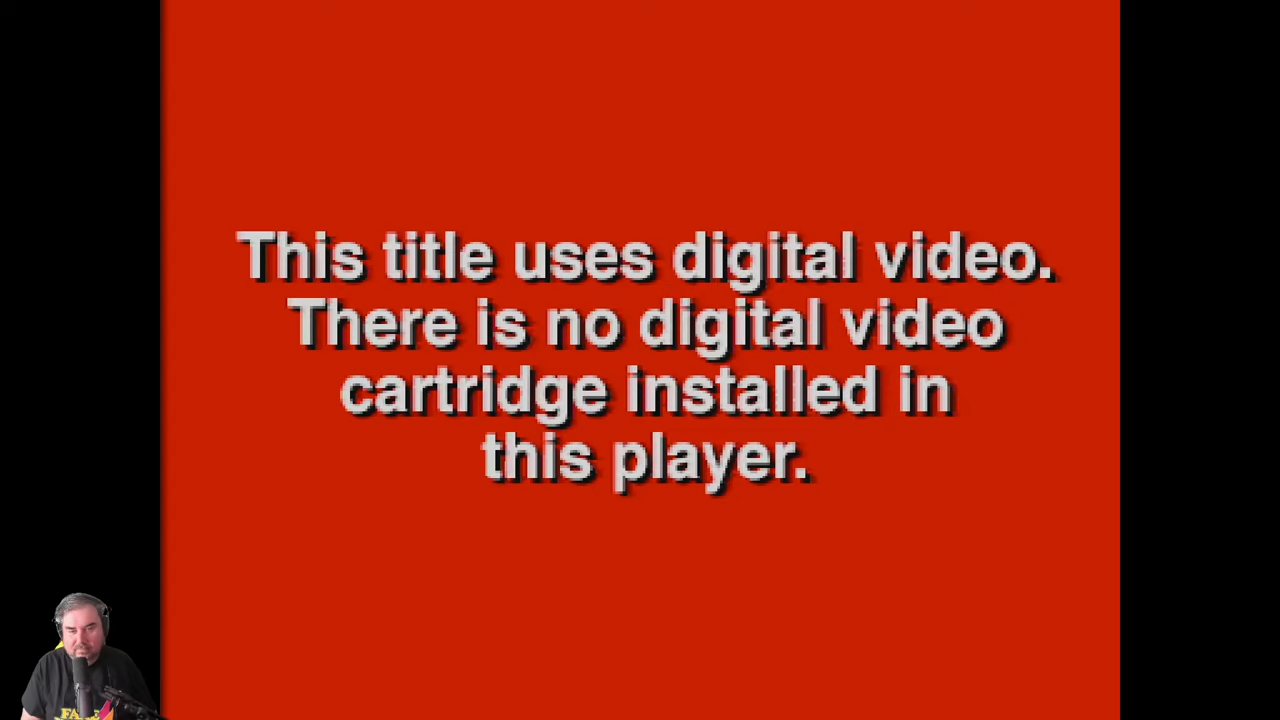 This title uses digital video.
There is no digital video
cartridge installed in
this player.